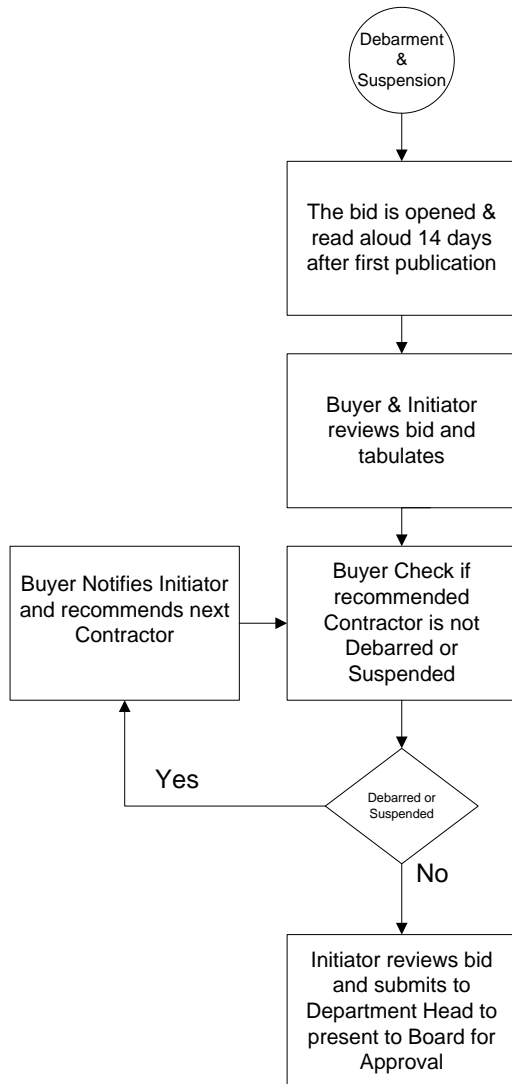 Debarment
&
Suspension
The bid is opened &
read aloud 14 days
after first publication
Buyer & Initiator
reviews bid and
tabulates
Buyer Notifies Initiator
and recommends next
Contractor
Buyer Check if
recommended
Contractor is not
Debarred or
Suspended
Yes
Debarred or
Suspended
No
Initiator reviews bid
and submits to
Department Head to
present to Board for
Approval